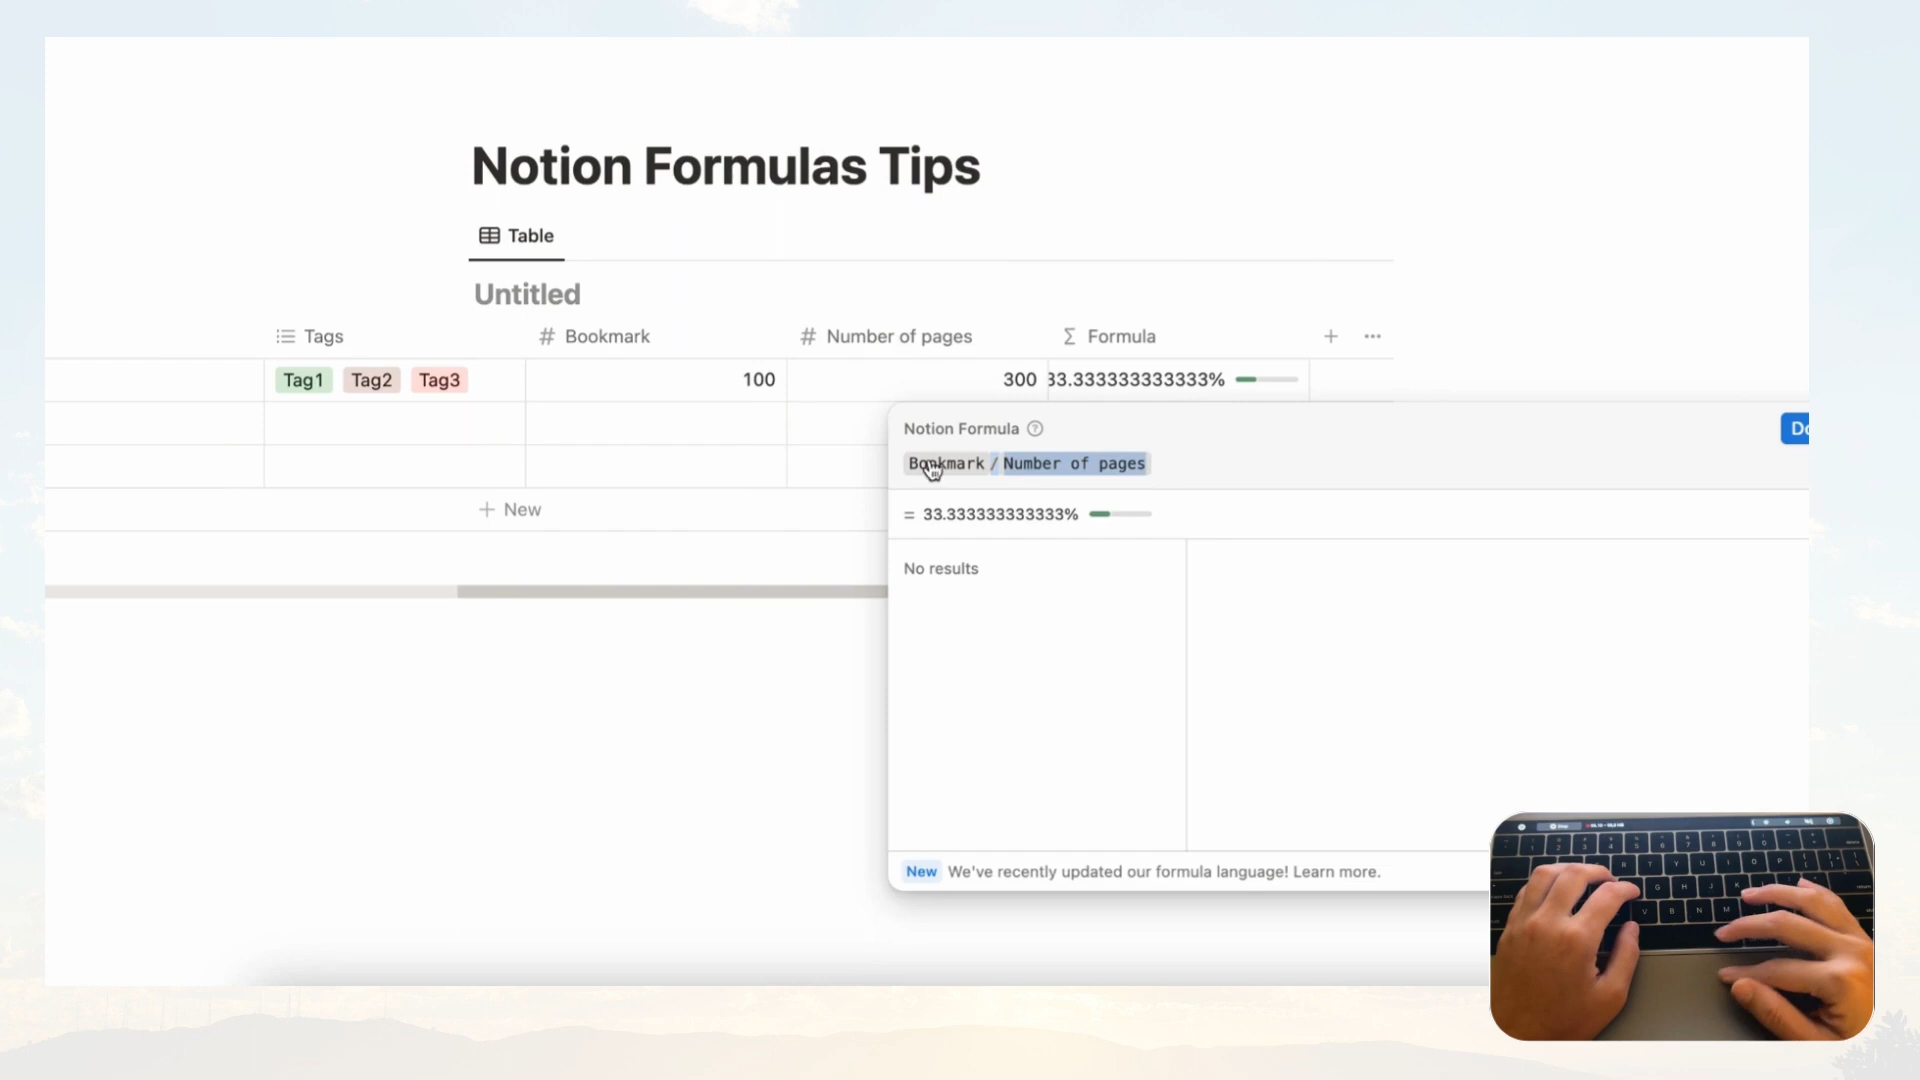 Notion Formulas Tips
Table
Untitled
Tags Bookmark Number of pages Formula
Tag1 Tag2 Tag3 100 300 33.333333333333%
Notion Formula
Do
Bookmark / Number of pages
= 33.333333333333%
No results
New
New We've recently updated our formula language! Learn more.